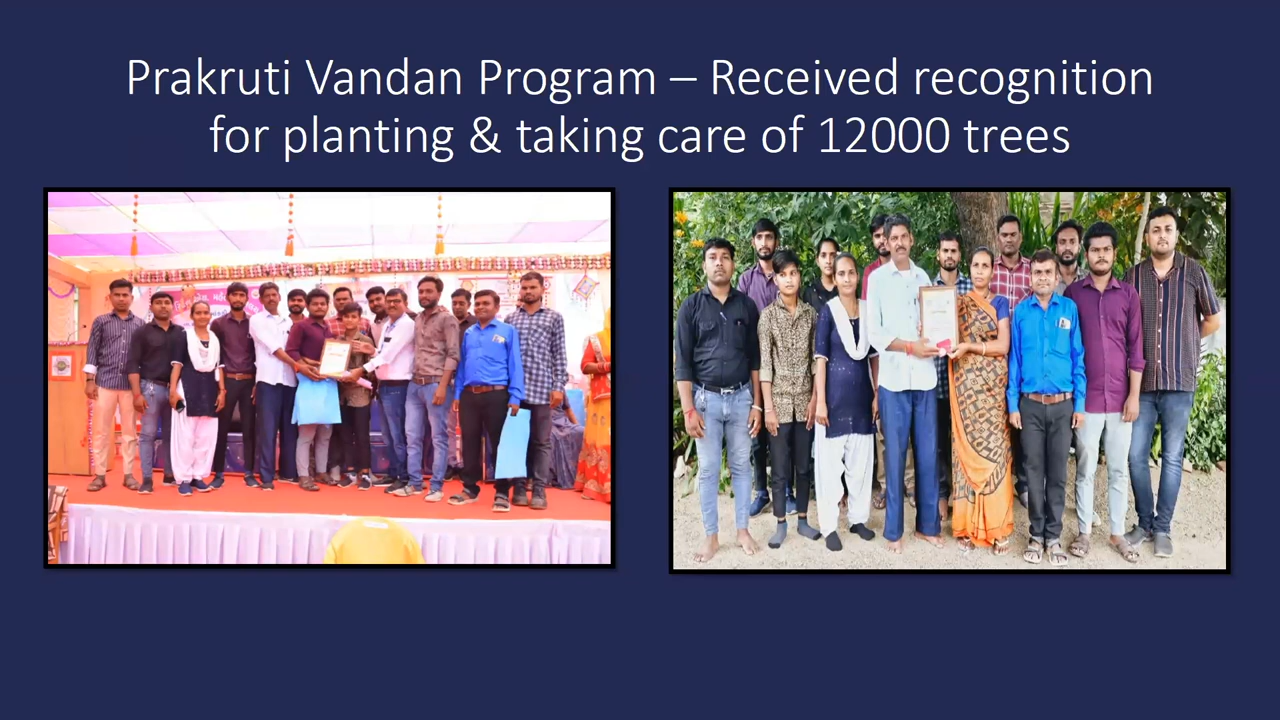 Prakruti Vandan Program – Received recognition
for planting & taking care of 12000 trees